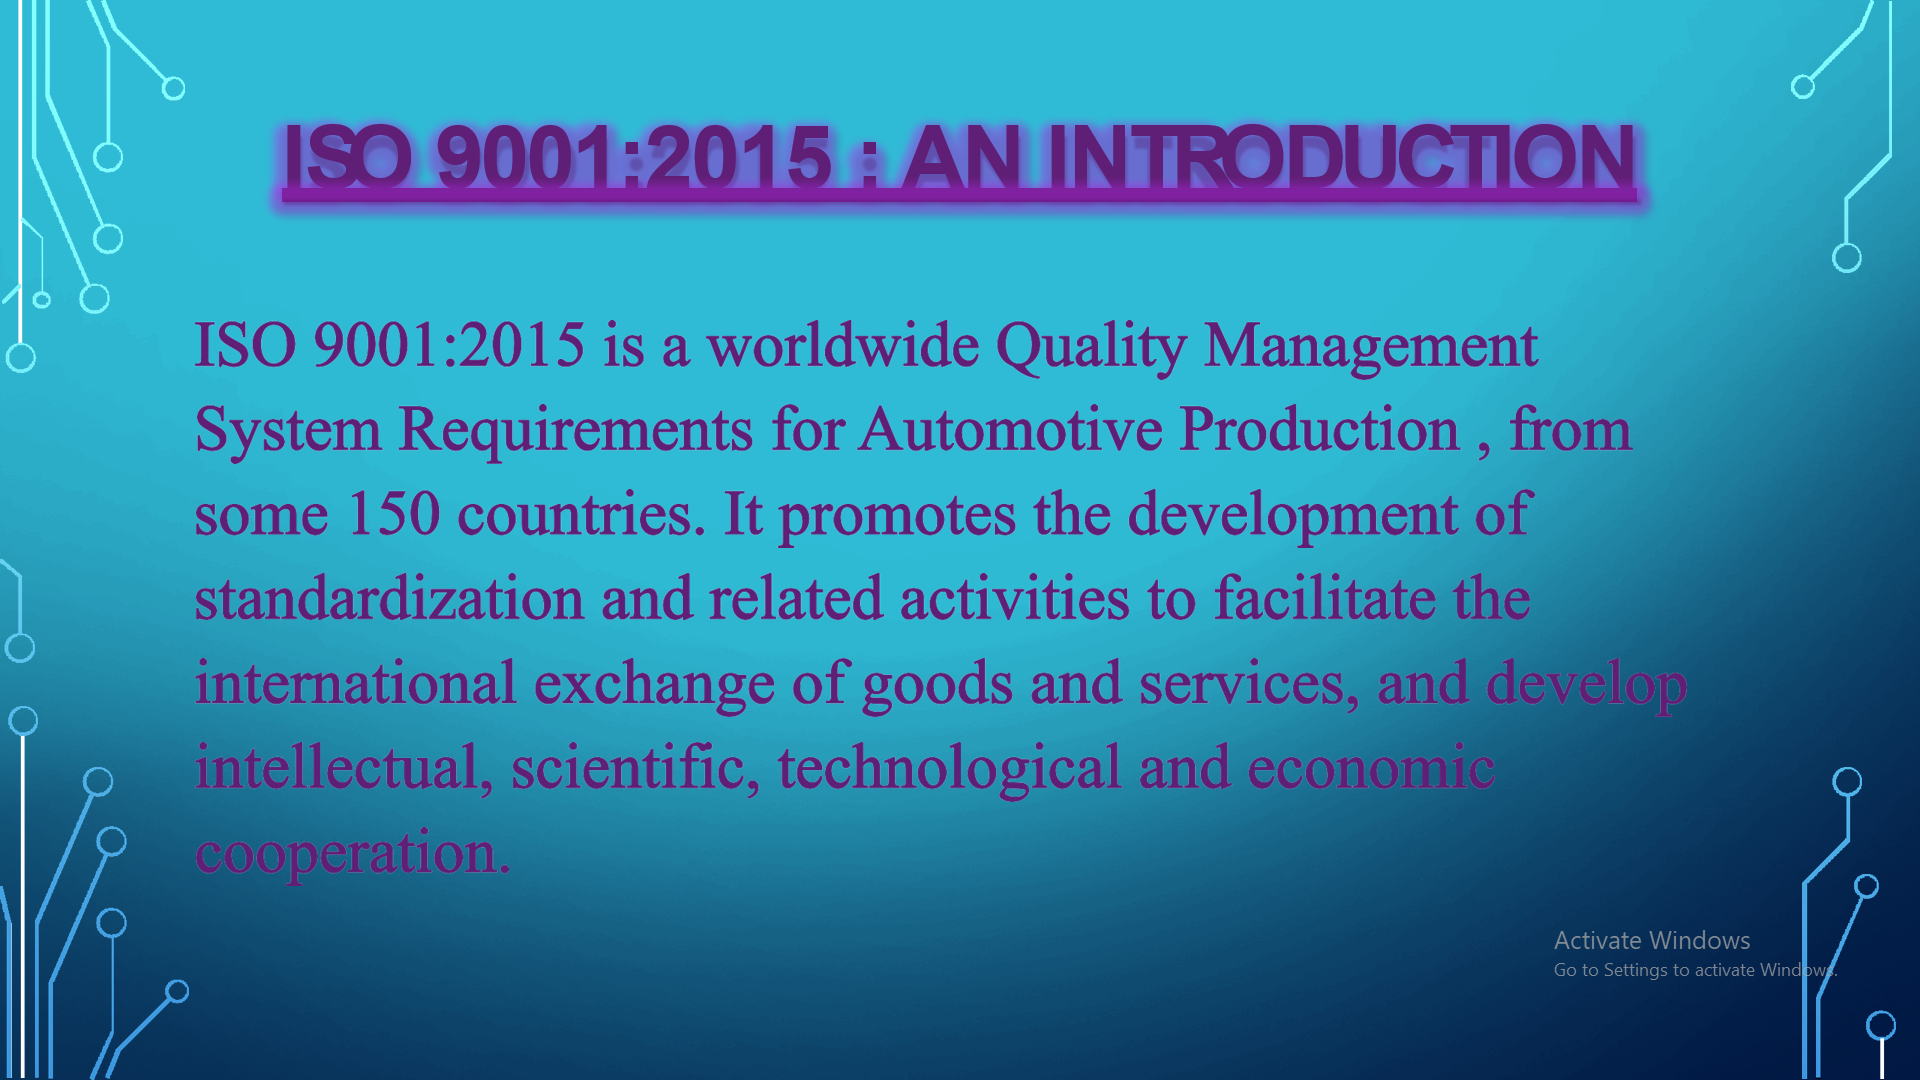 ISO 9001:2015 : AN INTRODUCTION
ISO 9001:2015 is a worldwide Quality Management
System Requirements for Automotive Production , from
some 150 countries. It promotes the development of
standardization and related activities to facilitate the
international exchange of goods and services, and develop
intellectual, scientific, technological and economic
cooperation.
Activate Windows
Go to Settings to activate Windows.